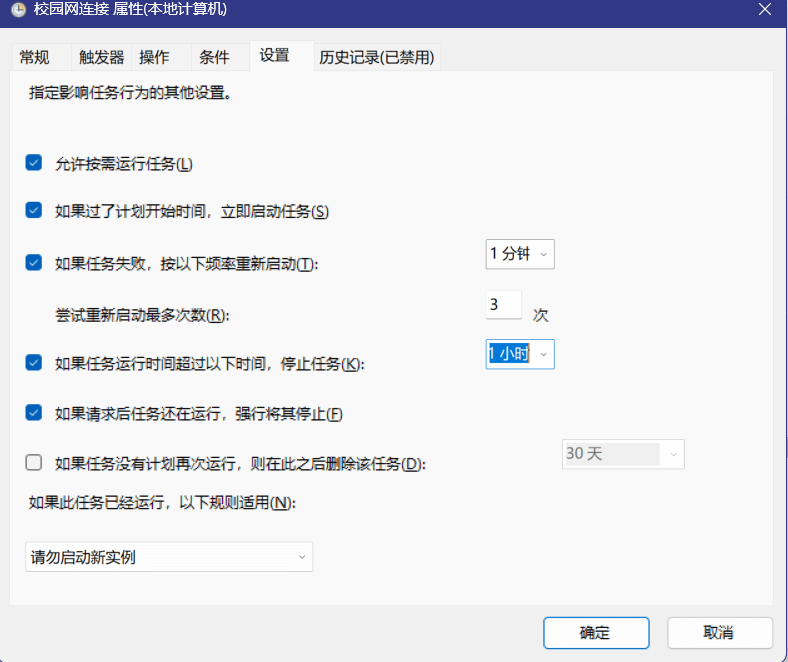 校园网连接 属性(本地计算机)
常规 触发器 操作 条件 设置 历史记录(已禁用)
指定影响任务行为的其他设置。
允许按需运行任务(L)
如果过了计划开始时间，立即启动任务(S)
如果任务失败，按以下频率重新启动(T): 1 分钟
尝试重新启动最多次数(R): 3 次
如果任务运行时间超过以下时间，停止任务(K): 1 小时
如果请求后任务还在运行，强行将其停止(F)
如果任务没有计划再次运行，则在此之后删除该任务(D): 30 天
如果此任务已经运行，以下规则适用(N):
请勿启动新实例
确定 取消